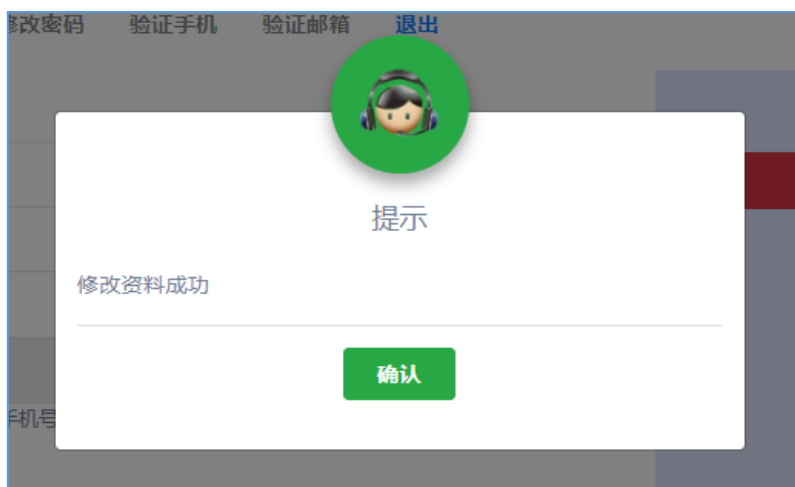 修改密码 验证手机 验证邮箱 退出
提示
修改资料成功
确认
手机号